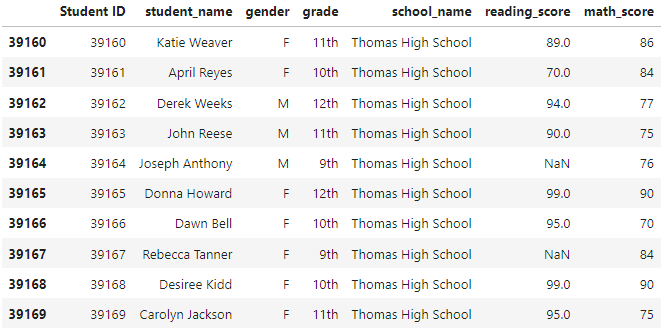 Student ID student_name gender grade school_name reading_score math_score
39160 39160 Katie Weaver F 11th Thomas High School 89.0 86
39161 39161 April Reyes F 10th Thomas High School 70.0 84
39162 39162 Derek Weeks M 12th Thomas High School 94.0 77
39163 39163 John Reese M 11th Thomas High School 90.0 75
39164 39164 Joseph Anthony M 9th Thomas High School NaN 76
39165 39165 Donna Howard F 12th Thomas High School 99.0 90
39166 39166 Dawn Bell F 10th Thomas High School 95.0 70
39167 39167 Rebecca Tanner F 9th Thomas High School NaN 84
39168 39168 Desiree Kidd F 10th Thomas High School 99.0 90
39169 39169 Carolyn Jackson F 11th Thomas High School 95.0 75